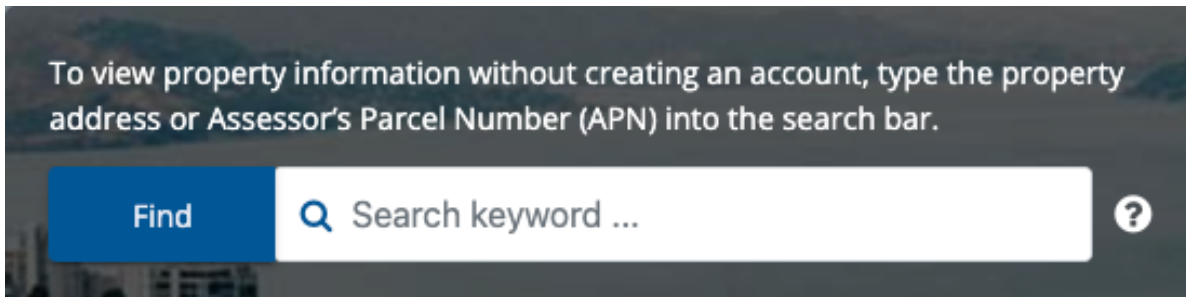 To view property information without creating an account, type the property
address or Assessor's Parcel Number (APN) into the search bar.
Find Search keyword ...
?